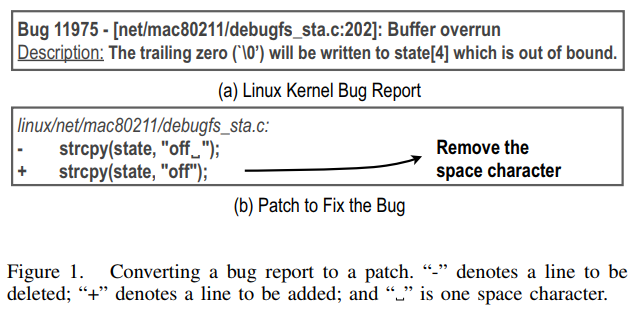 Bug 11975 - [net/mac80211/debugfs_sta.c:202]: Buffer overrun
Description: The trailing zero (`\0’) will be written to state[4] which is out of bound.
(a) Linux Kernel Bug Report
linux/net/mac80211/debugfs_sta.c:
- strcpy(state, "off␣");
+ strcpy(state, "off");
Remove the
space character
(b) Patch to Fix the Bug
Figure 1. Converting a bug report to a patch. “-” denotes a line to be
deleted; “+” denotes a line to be added; and “␣” is one space character.